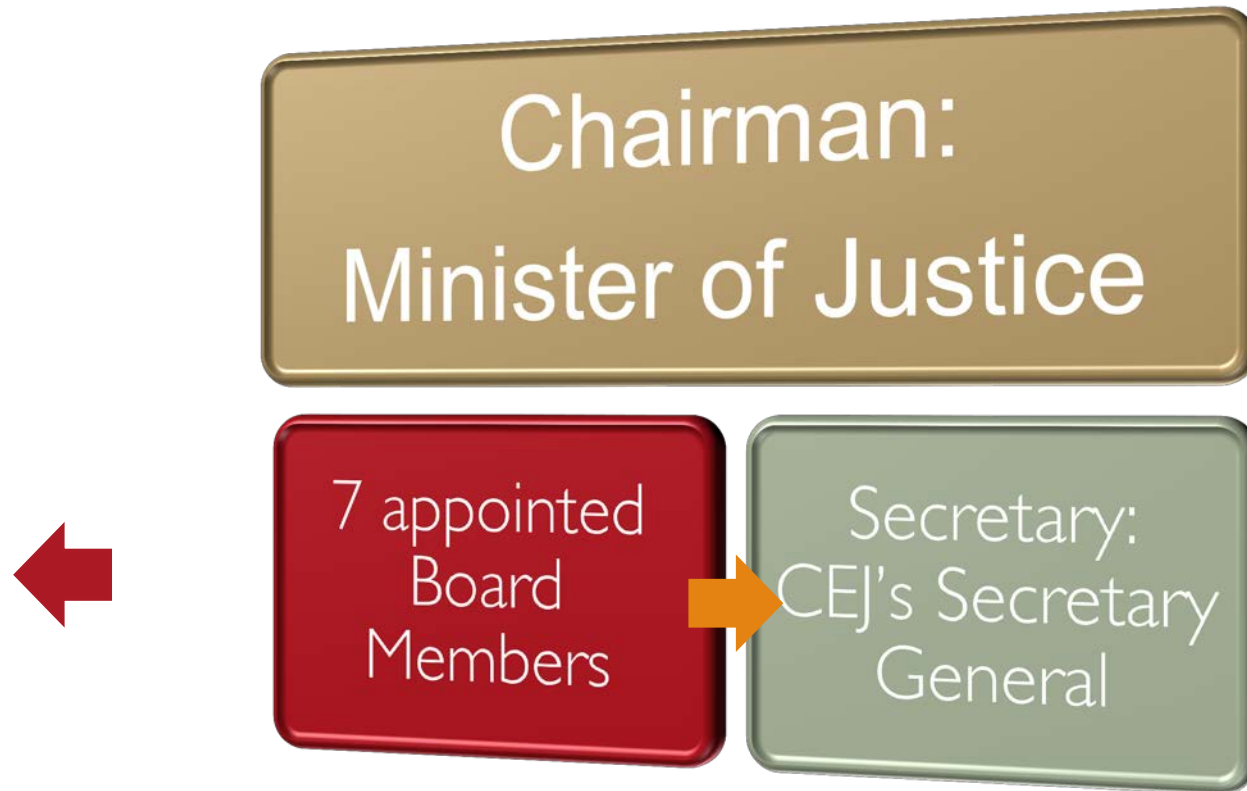 Chairman:
Minister of Justice
7 appointed
Board
Members
Secretary:
CEJ's Secretary
General